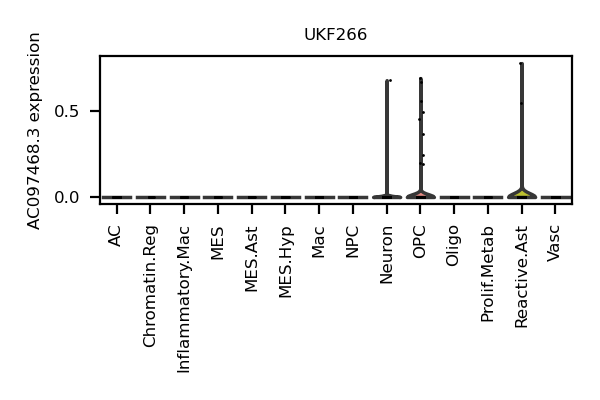 UKF266
AC097468.3 expression
0.5
0.0
AC
Chromatin.Reg
Inflammatory.Mac
MES
MES.Ast
MES.Hyp
Mac
NPC
Neuron
OPC
Oligo
Prolif.Metab
Reactive.Ast
Vasc